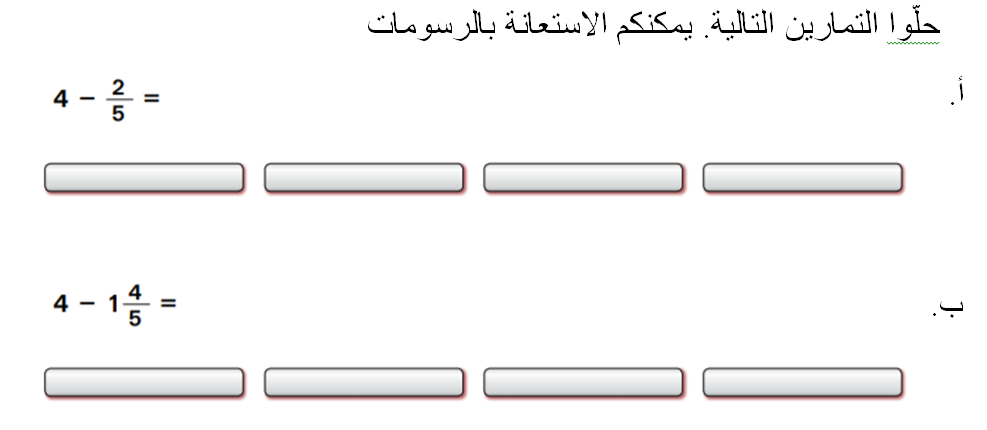 حلّوا التمارين التالية. يمكنكم الاستعانة بالرسومات
أ.
4 − 2/5 =
ب.
4 − 1 4/5 =